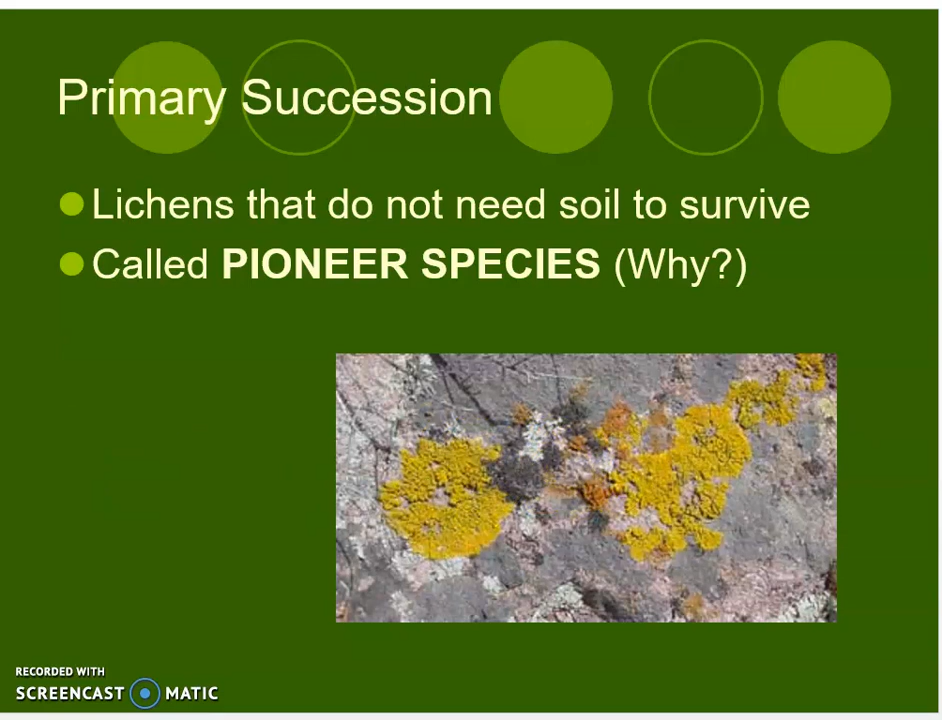 Primary Succession
Lichens that do not need soil to survive
Called PIONEER SPECIES (Why?)
RECORDED WITH
SCREENCAST MATIC